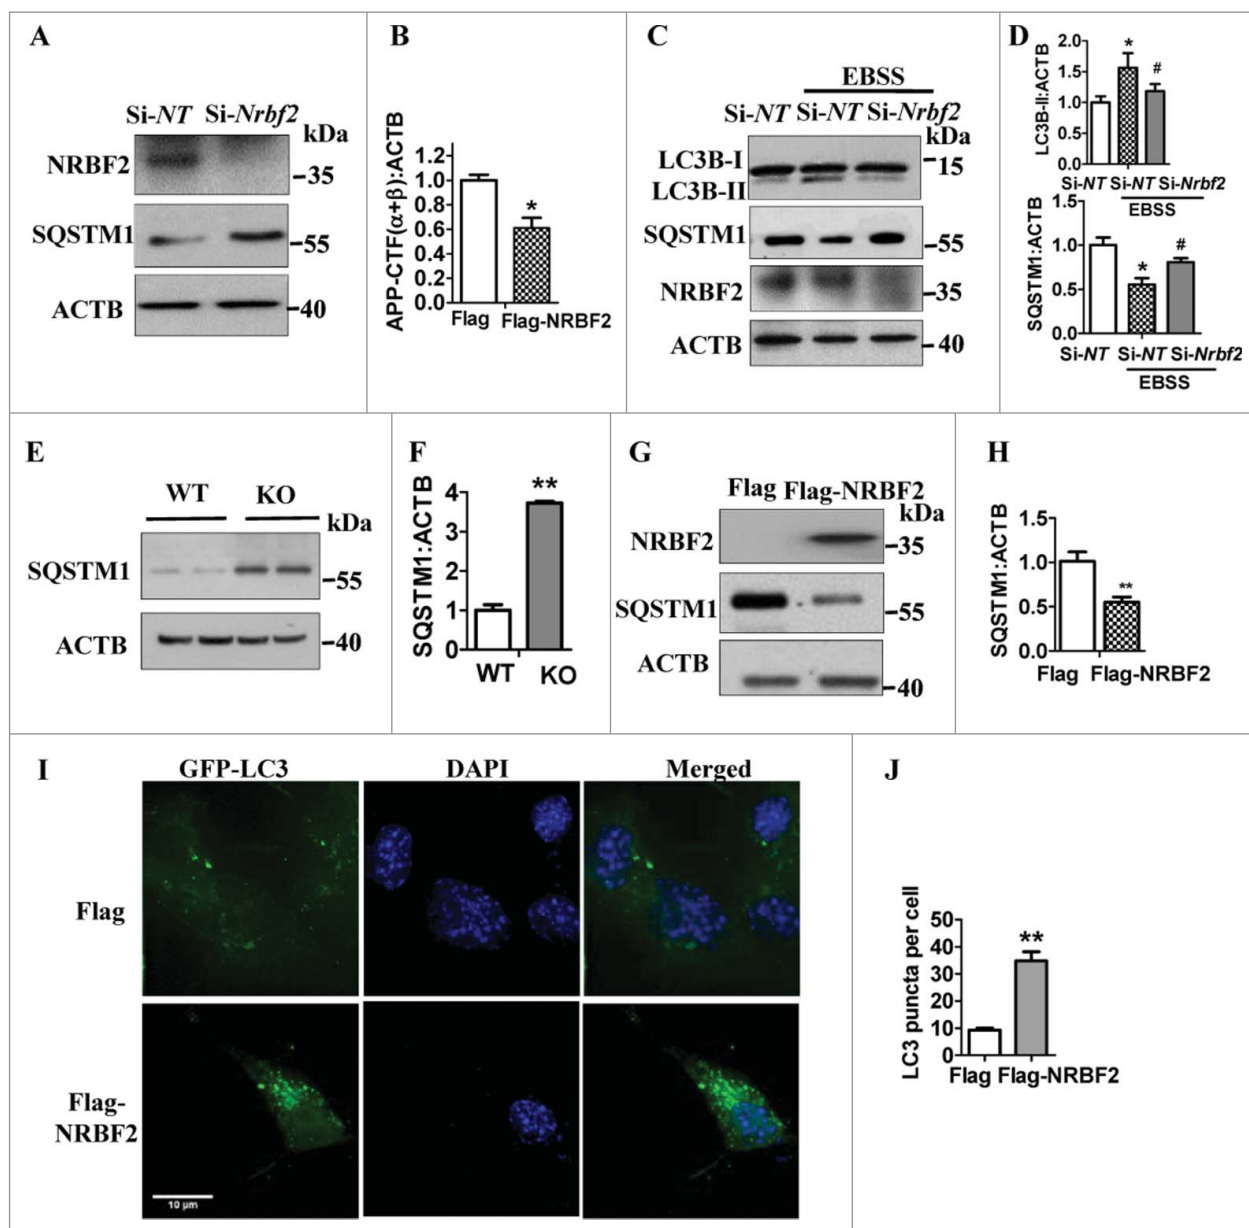 A
Si-NT Si-Nrbf2
kDa
NRBF2
35
SQSTM1
55
ACTB
40
B
APP-CTF(α+β):ACTB
1.2
1.0
0.8
0.6
0.4
0.2
0.0
*
Flag Flag-NRBF2
C
EBSS
Si-NT Si-NT Si-Nrbf2
kDa
LC3B-I
15
LC3B-II
SQSTM1
55
NRBF2
35
ACTB
40
D
LC3B-II:ACTB
2.0
1.5
1.0
0.5
0.0
*
#
Si-NT Si-NT Si-Nrbf2
EBSS
SQSTM1:ACTB
1.5
1.0
0.5
0.0
*
#
Si-NT Si-NT Si-Nrbf2
EBSS
E
WT KO
kDa
SQSTM1
55
ACTB
40
F
SQSTM1:ACTB
4
3
2
1
0
**
WT KO
G
Flag Flag-NRBF2
kDa
NRBF2
35
SQSTM1
55
ACTB
40
H
SQSTM1:ACTB
1.5
1.0
0.5
0.0
**
Flag Flag-NRBF2
I
GFP-LC3 DAPI Merged
Flag
Flag-
NRBF2
10 µm
J
LC3 puncta per cell
50
40
30
20
10
0
**
Flag Flag-NRBF2